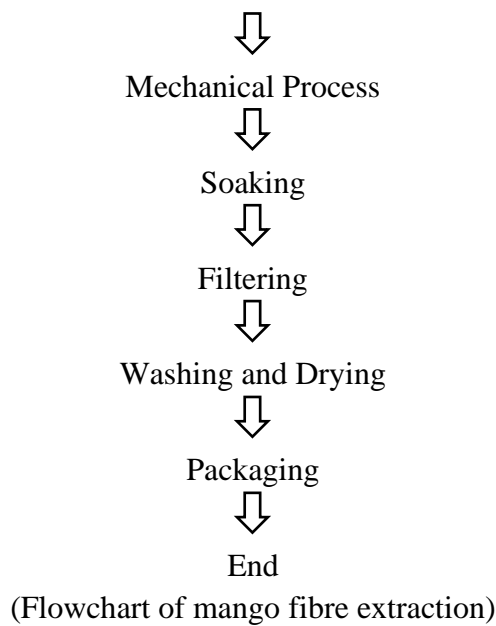 Mechanical Process
Soaking
Filtering
Washing and Drying
Packaging
End
(Flowchart of mango fibre extraction)